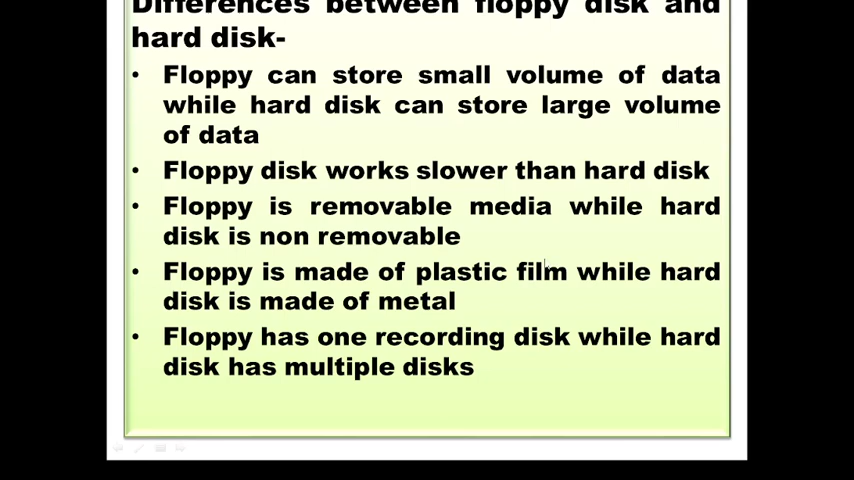 Differences between floppy disk and
hard disk-
• Floppy can store small volume of data
while hard disk can store large volume
of data
• Floppy disk works slower than hard disk
• Floppy is removable media while hard
disk is non removable
• Floppy is made of plastic film while hard
disk is made of metal
• Floppy has one recording disk while hard
disk has multiple disks